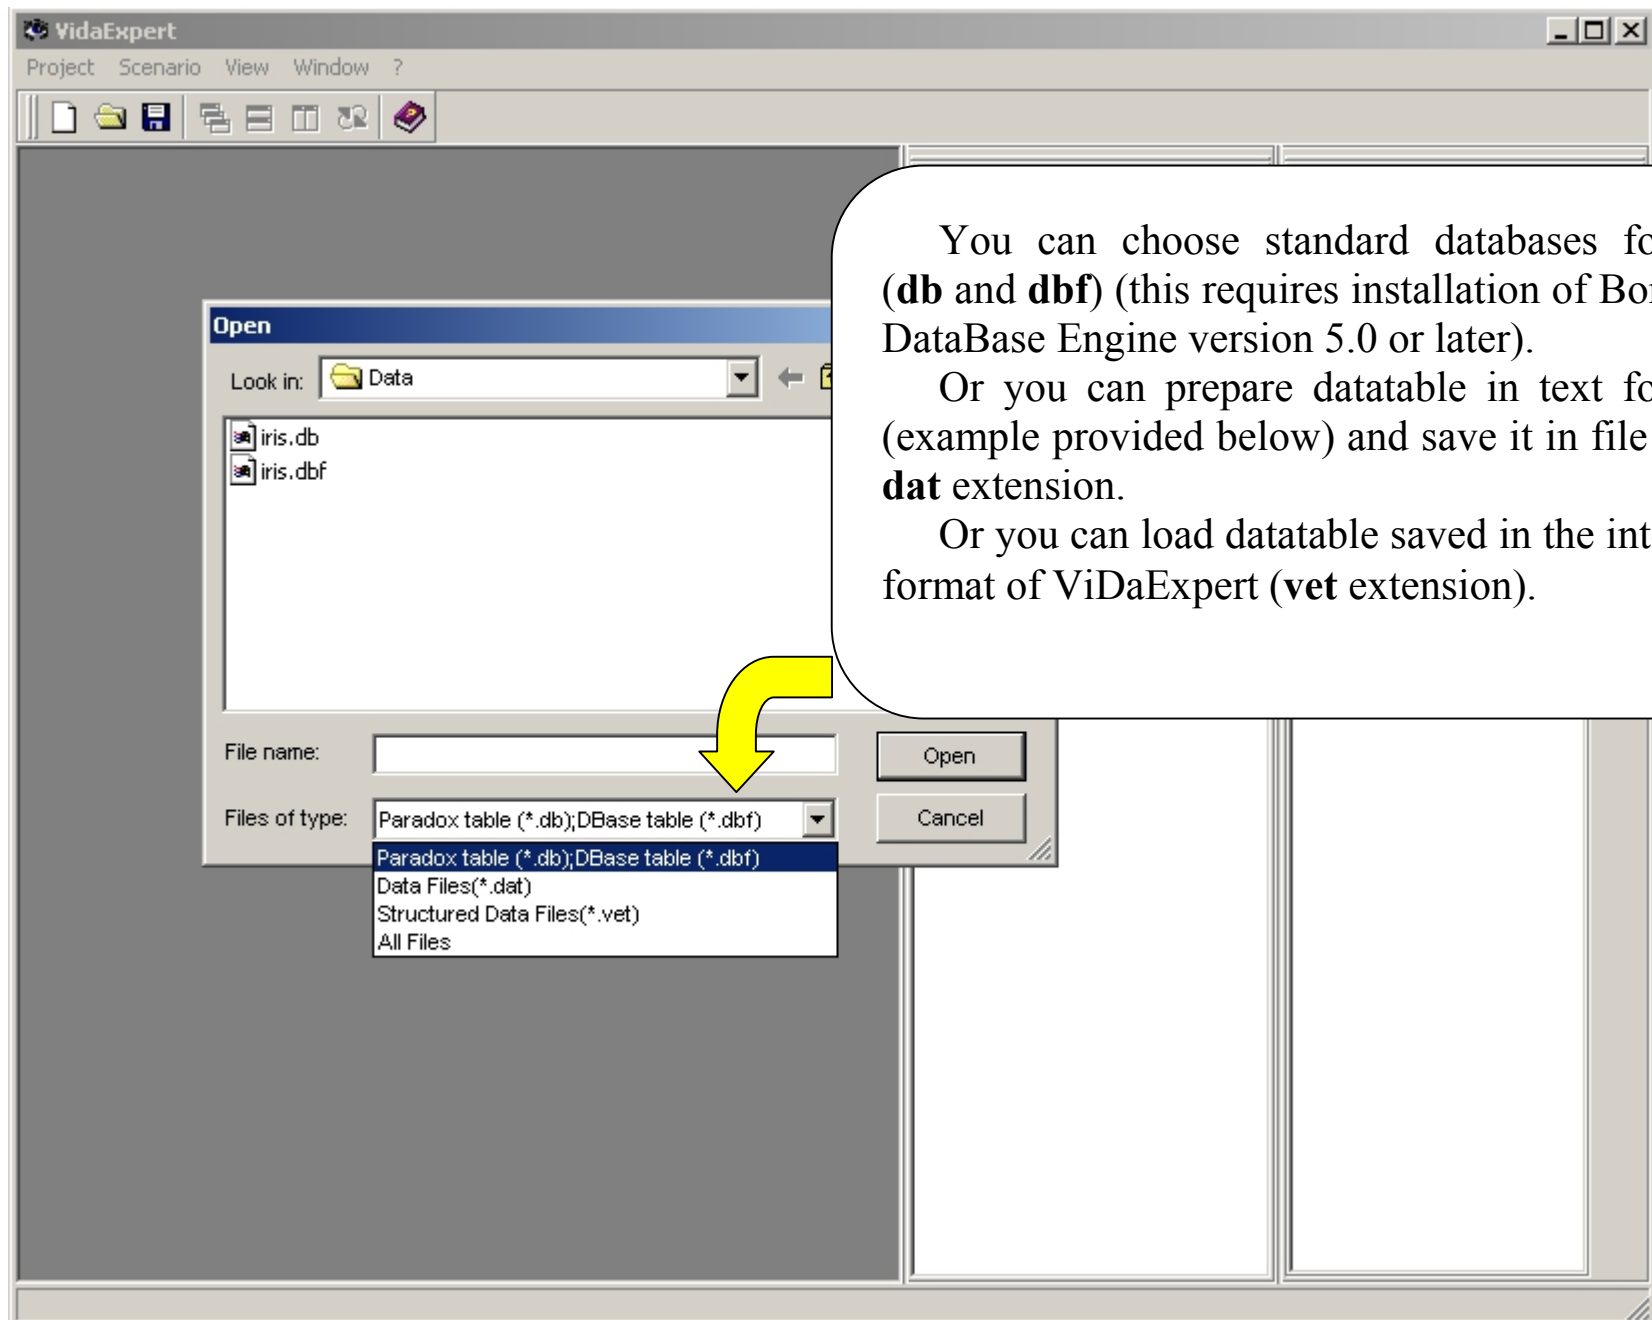 VidaExpert
Project Scenario View Window ?
You can choose standard databases
(db and dbf) (this requires installation of
DataBase Engine version 5.0 or later).
Or you can prepare datatable in text
(example provided below) and save it in file
dat extension.
Or you can load datatable saved in the
format of ViDaExpert (vet extension).
Open
Look in: Data
iris.db
iris.dbf
File name:
Open
Files of type: Paradox table (*.db);DBase table (*.dbf)
Cancel
Paradox table (*.db);DBase table (*.dbf)
Data Files(*.dat)
Structured Data Files(*.vet)
All Files